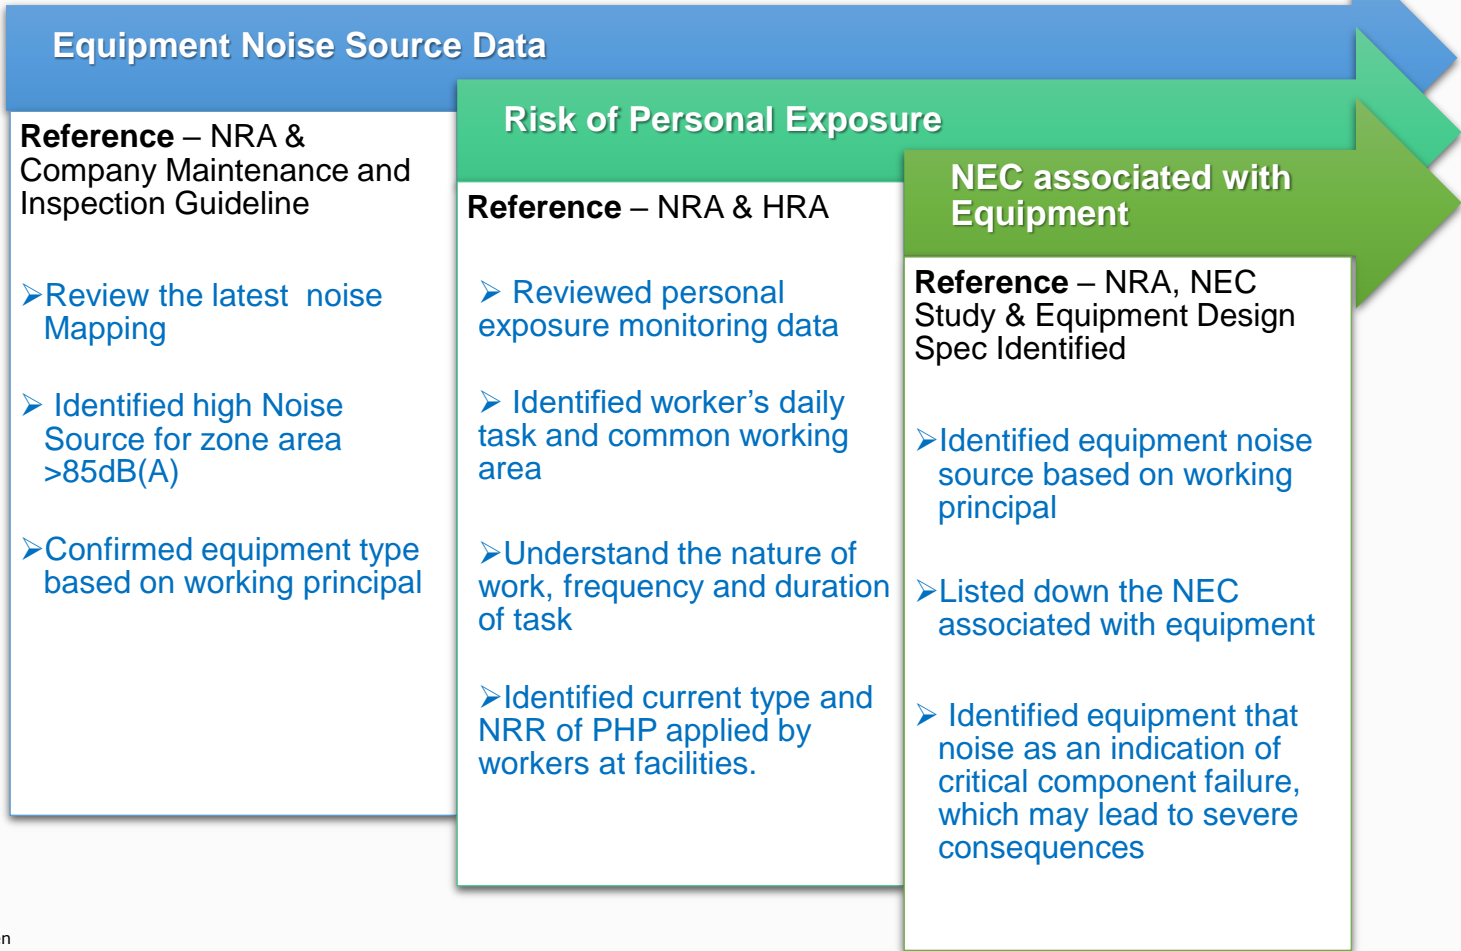 Equipment Noise Source Data
Reference – NRA &
Company Maintenance and
Inspection Guideline
➢Review the latest  noise
Mapping
➢ Identified high Noise
Source for zone area
>85dB(A)
➢Confirmed equipment type
based on working principal
Risk of Personal Exposure
Reference – NRA & HRA
➢ Reviewed personal
exposure monitoring data
➢ Identified worker’s daily
task and common working
area
➢Understand the nature of
work, frequency and duration
of task
➢Identified current type and
NRR of PHP applied by
workers at facilities.
NEC associated with
Equipment
Reference – NRA, NEC
Study & Equipment Design
Spec Identified
➢Identified equipment noise
source based on working
principal
➢Listed down the NEC
associated with equipment
➢ Identified equipment that
noise as an indication of
critical component failure,
which may lead to severe
consequences